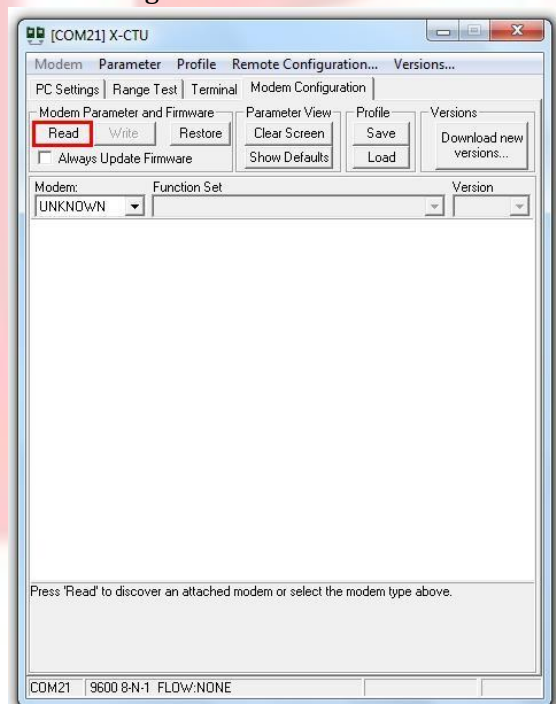 [COM21] X-CTU
Modem Parameter Profile Remote Configuration... Versions...
PC Settings Range Test Terminal Modem Configuration
Modem Parameter and Firmware Parameter View Profile Versions
Read Write Restore Clear Screen Save Download new
versions...
Always Update Firmware Show Defaults Load
Modem: Function Set Version
UNKNOWN
Press 'Read' to discover an attached modem or select the modem type above.
COM21 9600 8-N-1 FLOW:NONE